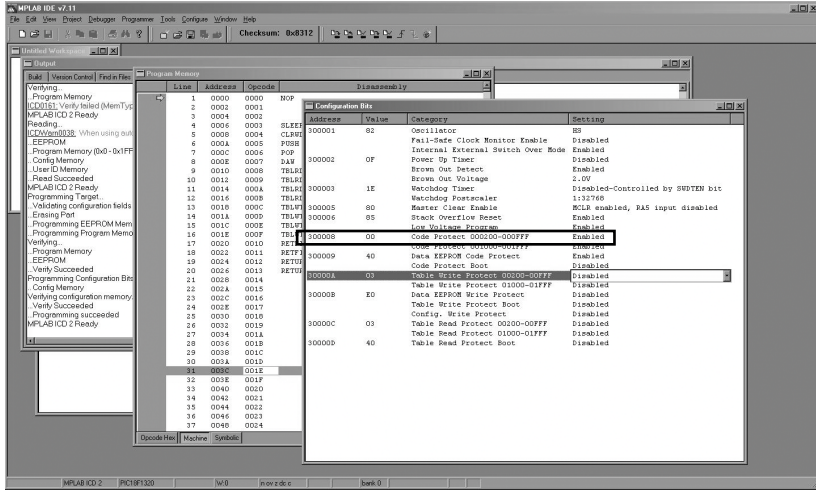 MPLAB IDE v7.11
File Edit View Project Debugger Programmer Tools Configure Window Help
Checksum: 0x8312
Untitled Workspace
Output
Build Version Control Find in Files
Verifying...
...Program Memory
ICD0161: Verify failed (MemTyp
MPLAB ICD 2 Ready
Reading...
ICDWarn0038: When using aut
...EEPROM
...Program Memory (0x0 - 0x1FF
...Config Memory
...User ID Memory
...Read Succeeded
MPLAB ICD 2 Ready
Programming Target...
...Validating configuration fields
...Erasing Part
...Programming EEPROM Mem
...Programming Program Memo
Verifying...
...Program Memory
...EEPROM
...Verify Succeeded
Programming Configuration Bits
.. Config Memory
Verifying configuration memory.
...Verify Succeeded
...Programming succeeded
MPLAB ICD 2 Ready
Program Memory
Line Address Opcode Disassembly
1 0000 0000 NOP
2 0002 0001
3 0004 0002
4 0006 0003 SLEEP
5 0008 0004 CLRWD
6 000A 0005 PUSH
7 000C 0006 POP
8 000E 0007 DAW
9 0010 0008 TBLRD
10 0012 0009 TBLRD
11 0014 000A TBLRD
12 0016 000B TBLRD
13 0018 000C TBLWT
14 001A 000D TBLWT
15 001C 000E TBLWT
16 001E 000F
17 0020 0010
18 0022 0011 RETFI
19 0024 0012 RETUR
20 0026 0013 RETUR
21 0028 0014
22 002A 0015
23 002C 0016
24 002E 0017
25 0030 0018
26 0032 0019
27 0034 001A
28 0036 001B
29 0038 001C
30 003A 001D
31 003C 001E
32 003E 001F
33 0040 0020
34 0042 0021
35 0044 0022
36 0046 0023
37 0048 0024
Opcode Hex Machine Symbolic
Configuration Bits
Address Value Category Setting
300001 82 Oscillator HS
Fail-Safe Clock Monitor Enable Disabled
Internal External Switch Over Mode Enabled
300002 0F Power Up Timer Disabled
Brown Out Detect Enabled
Brown Out Voltage 2.0V
300003 1E Watchdog Timer Disabled-Controlled by SWDTEN bit
Watchdog Postscaler 1:32768
300005 80 Master Clear Enable MCLR enabled, RA5 input disabled
300006 85 Stack Overflow Reset Enabled
Low Voltage Program Enabled
300008 00 Code Protect 000200-000FFF Enabled
Code Protect 001000-001FFF Enabled
300009 40 Data EEPROM Code Protect Enabled
Code Protect Boot Disabled
30000A 03 Table Write Protect 00200-00FFF Disabled
Table Write Protect 01000-01FFF Disabled
30000B E0 Data EEPROM Write Protect Disabled
Table Write Protect Boot Disabled
Config. Write Protect Disabled
30000C 03 Table Read Protect 00200-00FFF Disabled
Table Read Protect 01000-01FFF Disabled
30000D 40 Table Read Protect Boot Disabled
MPLAB ICD 2 PIC18F1320 W:0 n ov z dc c bank 0